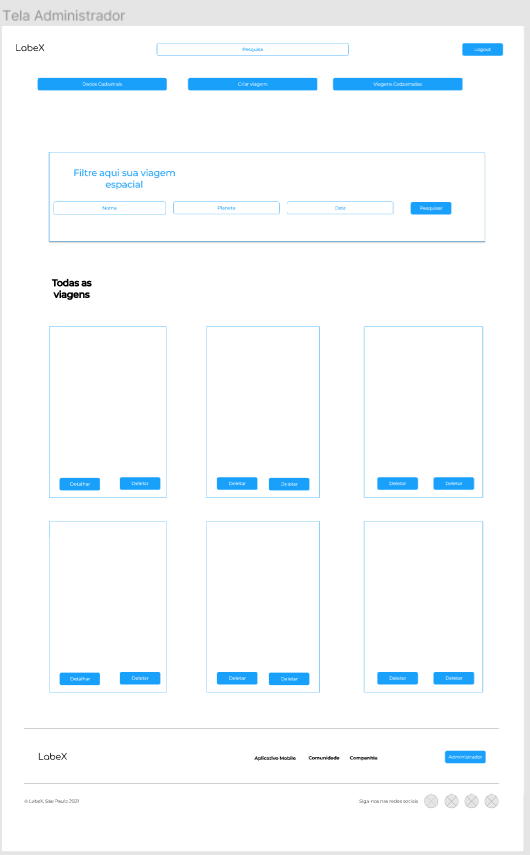 Tela Administrador
LabeX
Pesquisa
Logout
Dados Cadastrais
Criar viagem
Viagens Cadastradas
Filtre aqui sua viagem
espacial
Nome
Planeta
Data
Pesquisar
Todas as
viagens
Detalhar
Deletar
Deletar
Deletar
Deletar
Deletar
Detalhar
Deletar
Deletar
Deletar
Deletar
Deletar
LabeX
Aplicativo Mobile
Comunidade
Companhia
Administrador
© LabeX, São Paulo 2021
Siga-nos nas redes sociais